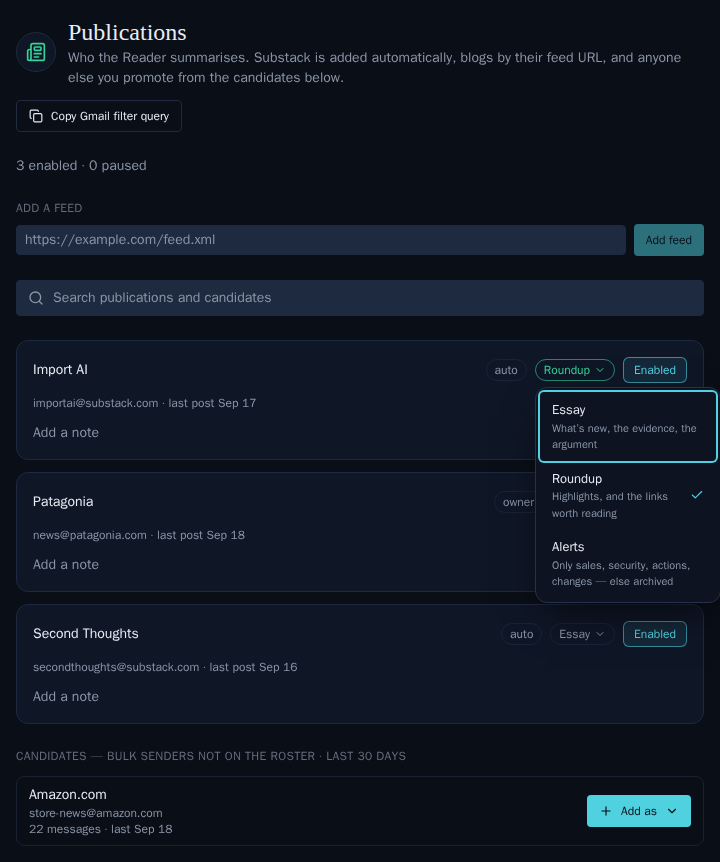 Publications
Who the Reader summarises. Substack is added automatically, blogs by their feed URL, and anyone
else you promote from the candidates below.
Copy Gmail filter query
3 enabled · 0 paused
ADD A FEED
https://example.com/feed.xml
Add feed
Search publications and candidates
Import AI
auto
Roundup
Enabled
importai@substack.com · last post Sep 17
Add a note
Essay
What's new, the evidence, the
argument
Roundup
Highlights, and the links
worth reading
Alerts
Only sales, security, actions,
changes — else archived
Patagonia
owner
news@patagonia.com · last post Sep 18
Add a note
Second Thoughts
auto
Essay
Enabled
secondthoughts@substack.com · last post Sep 16
Add a note
CANDIDATES — BULK SENDERS NOT ON THE ROSTER · LAST 30 DAYS
Amazon.com
store-news@amazon.com
22 messages · last Sep 18
Add as